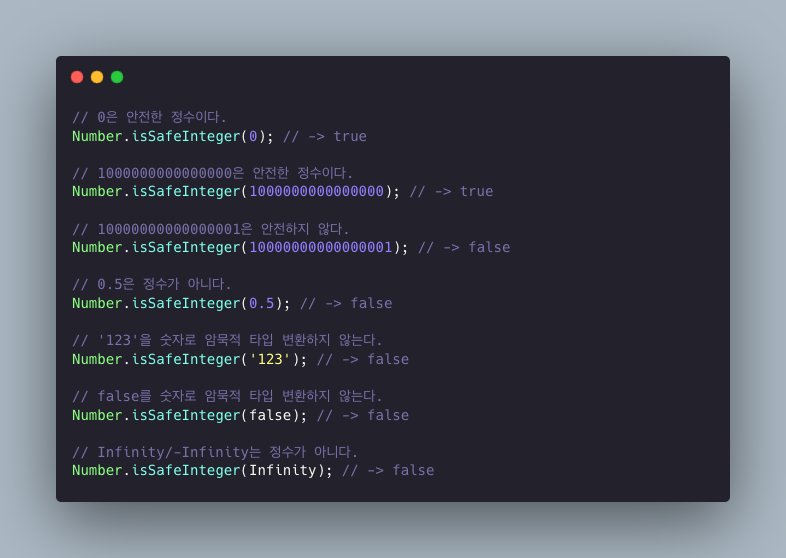 // 0은 안전한 정수이다.
Number.isSafeInteger(0); // -> true
// 1000000000000000은 안전한 정수이다.
Number.isSafeInteger(1000000000000000); // -> true
// 10000000000000001은 안전하지 않다.
Number.isSafeInteger(10000000000000001); // -> false
// 0.5은 정수가 아니다.
Number.isSafeInteger(0.5); // -> false
// '123'을 숫자로 암묵적 타입 변환하지 않는다.
Number.isSafeInteger('123'); // -> false
// false를 숫자로 암묵적 타입 변환하지 않는다.
Number.isSafeInteger(false); // -> false
// Infinity/-Infinity는 정수가 아니다.
Number.isSafeInteger(Infinity); // -> false